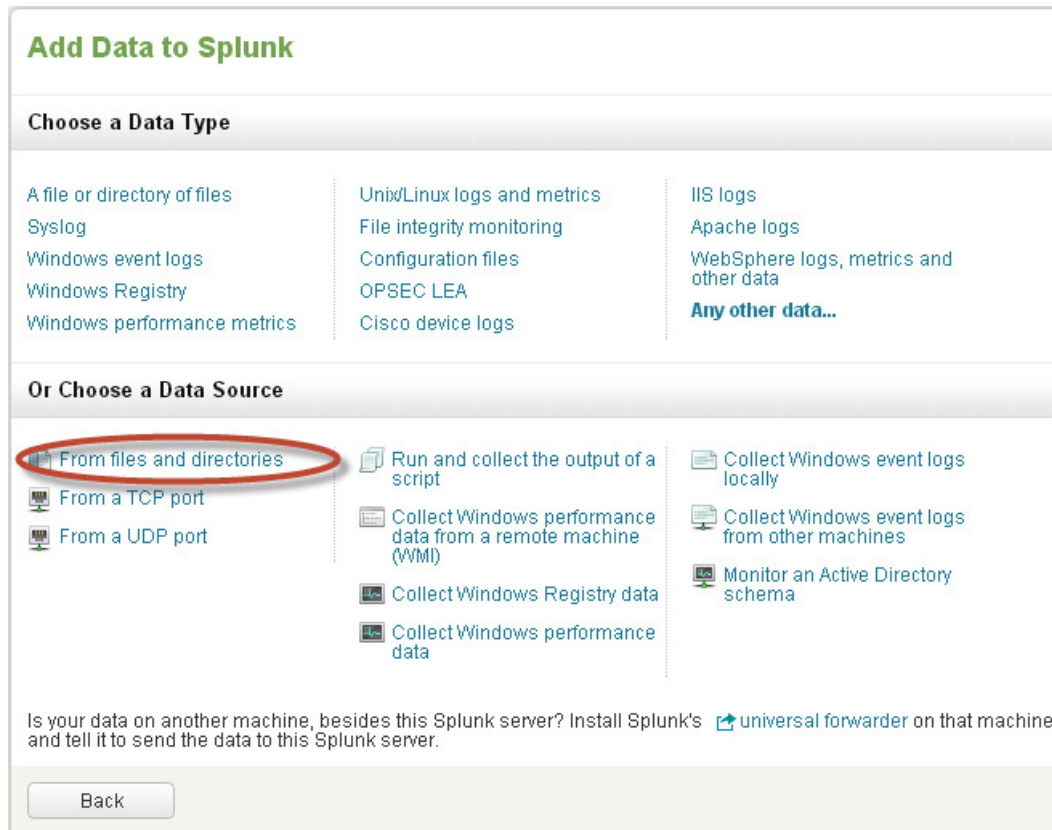 Add Data to Splunk
Choose a Data Type
A file or directory of files
Syslog
Windows event logs
Windows Registry
Windows performance metrics
Unix/Linux logs and metrics
File integrity monitoring
Configuration files
OPSEC LEA
Cisco device logs
IIS logs
Apache logs
WebSphere logs, metrics and
other data
Any other data...
Or Choose a Data Source
From files and directories
From a TCP port
From a UDP port
Run and collect the output of a
script
Collect Windows performance
data from a remote machine
(WMI)
Collect Windows Registry data
Collect Windows performance
data
Collect Windows event logs
locally
Collect Windows event logs
from other machines
Monitor an Active Directory
schema
Is your data on another machine, besides this Splunk server? Install Splunk's universal forwarder on that machine
and tell it to send the data to this Splunk server.
Back